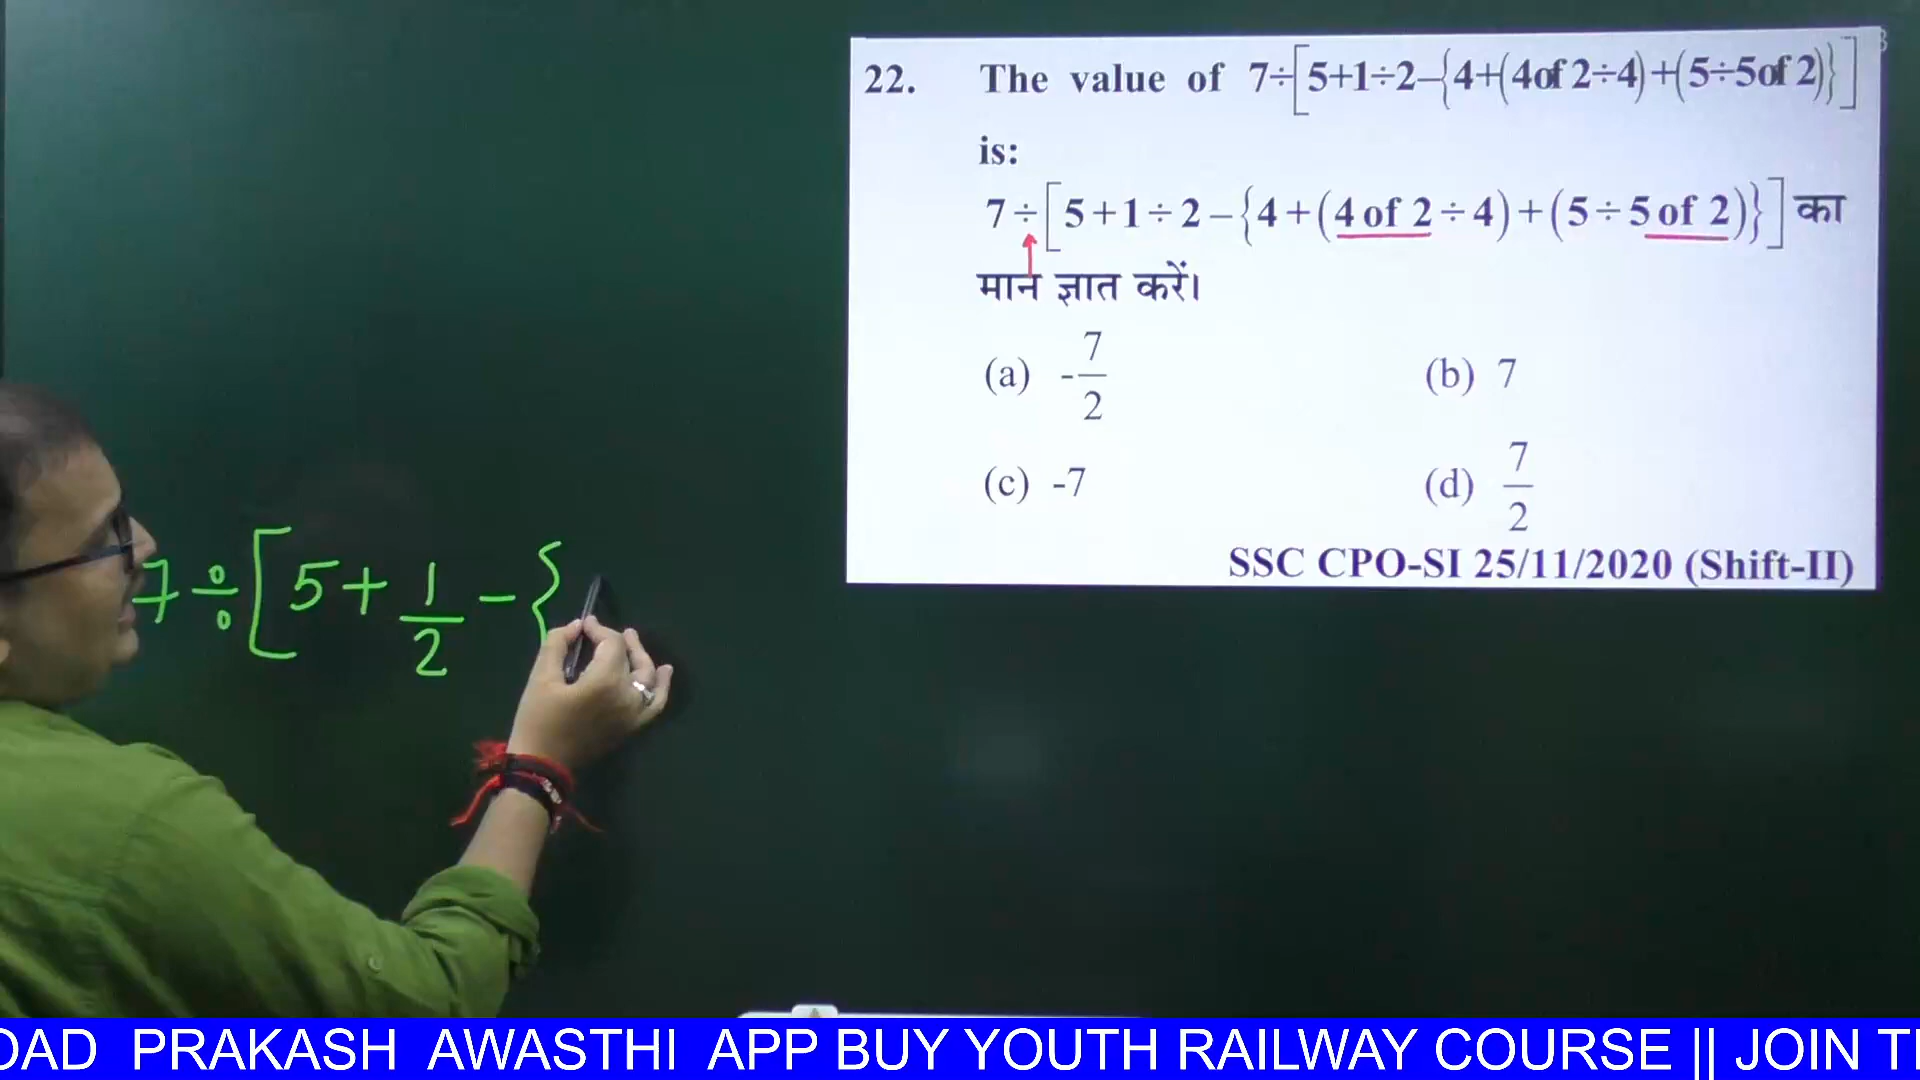 22. The value of 7÷[5+1÷2–{4+(4of 2÷4)+(5÷5of 2)}]
is:
7÷[5+1÷2–{4+(4 of 2÷4)+(5÷5 of 2)}] का
मान ज्ञात करें।
(a) -7/2 (b) 7
(c) -7 (d) 7/2
SSC CPO-SI 25/11/2020 (Shift-II)
7÷[5+1/2-{
OAD PRAKASH AWASTHI APP BUY YOUTH RAILWAY COURSE || JOIN